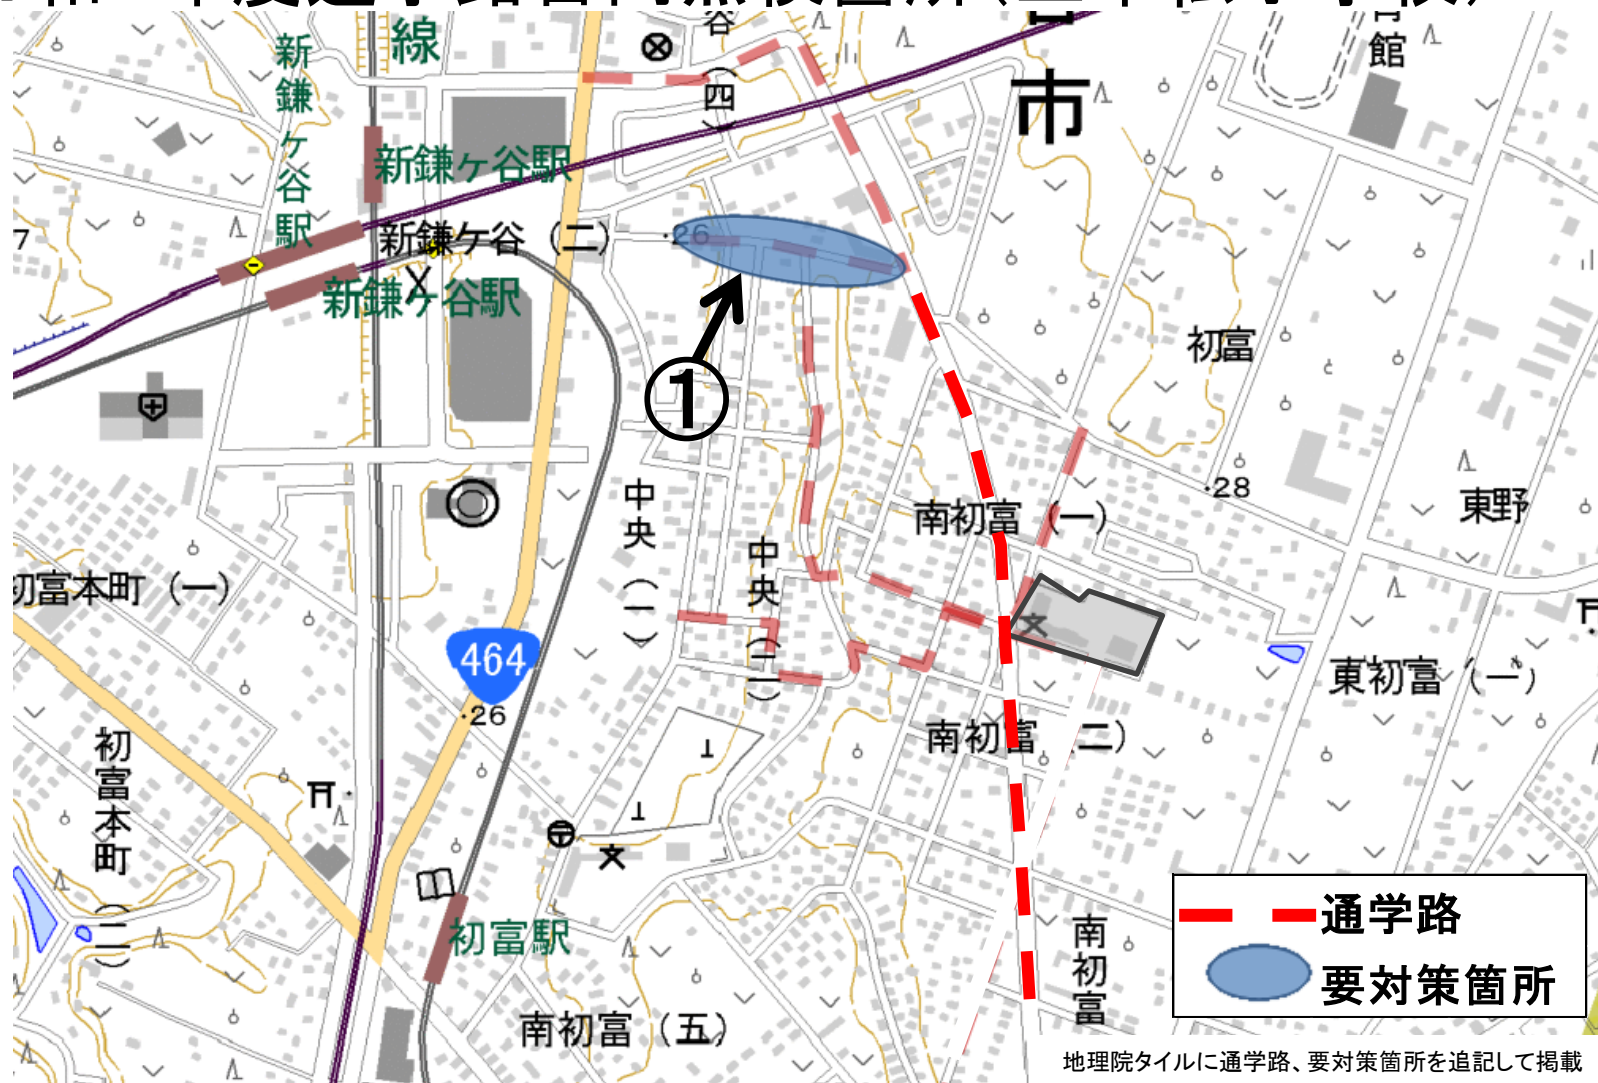 新鎌ヶ谷駅
線
谷(四)
市
館
新鎌ヶ谷駅
新鎌ケ谷(二)
新鎌ヶ谷駅
7
26
①
初富
28
東野
南初富(一)
中央(一)
中央(二)
初富本町(一)
464
26
東初富(一)
南初富(二)
初富本町(二)
初富駅
南初富
南初富(五)
通学路
要対策箇所
地理院タイルに通学路、要対策箇所を追記して掲載